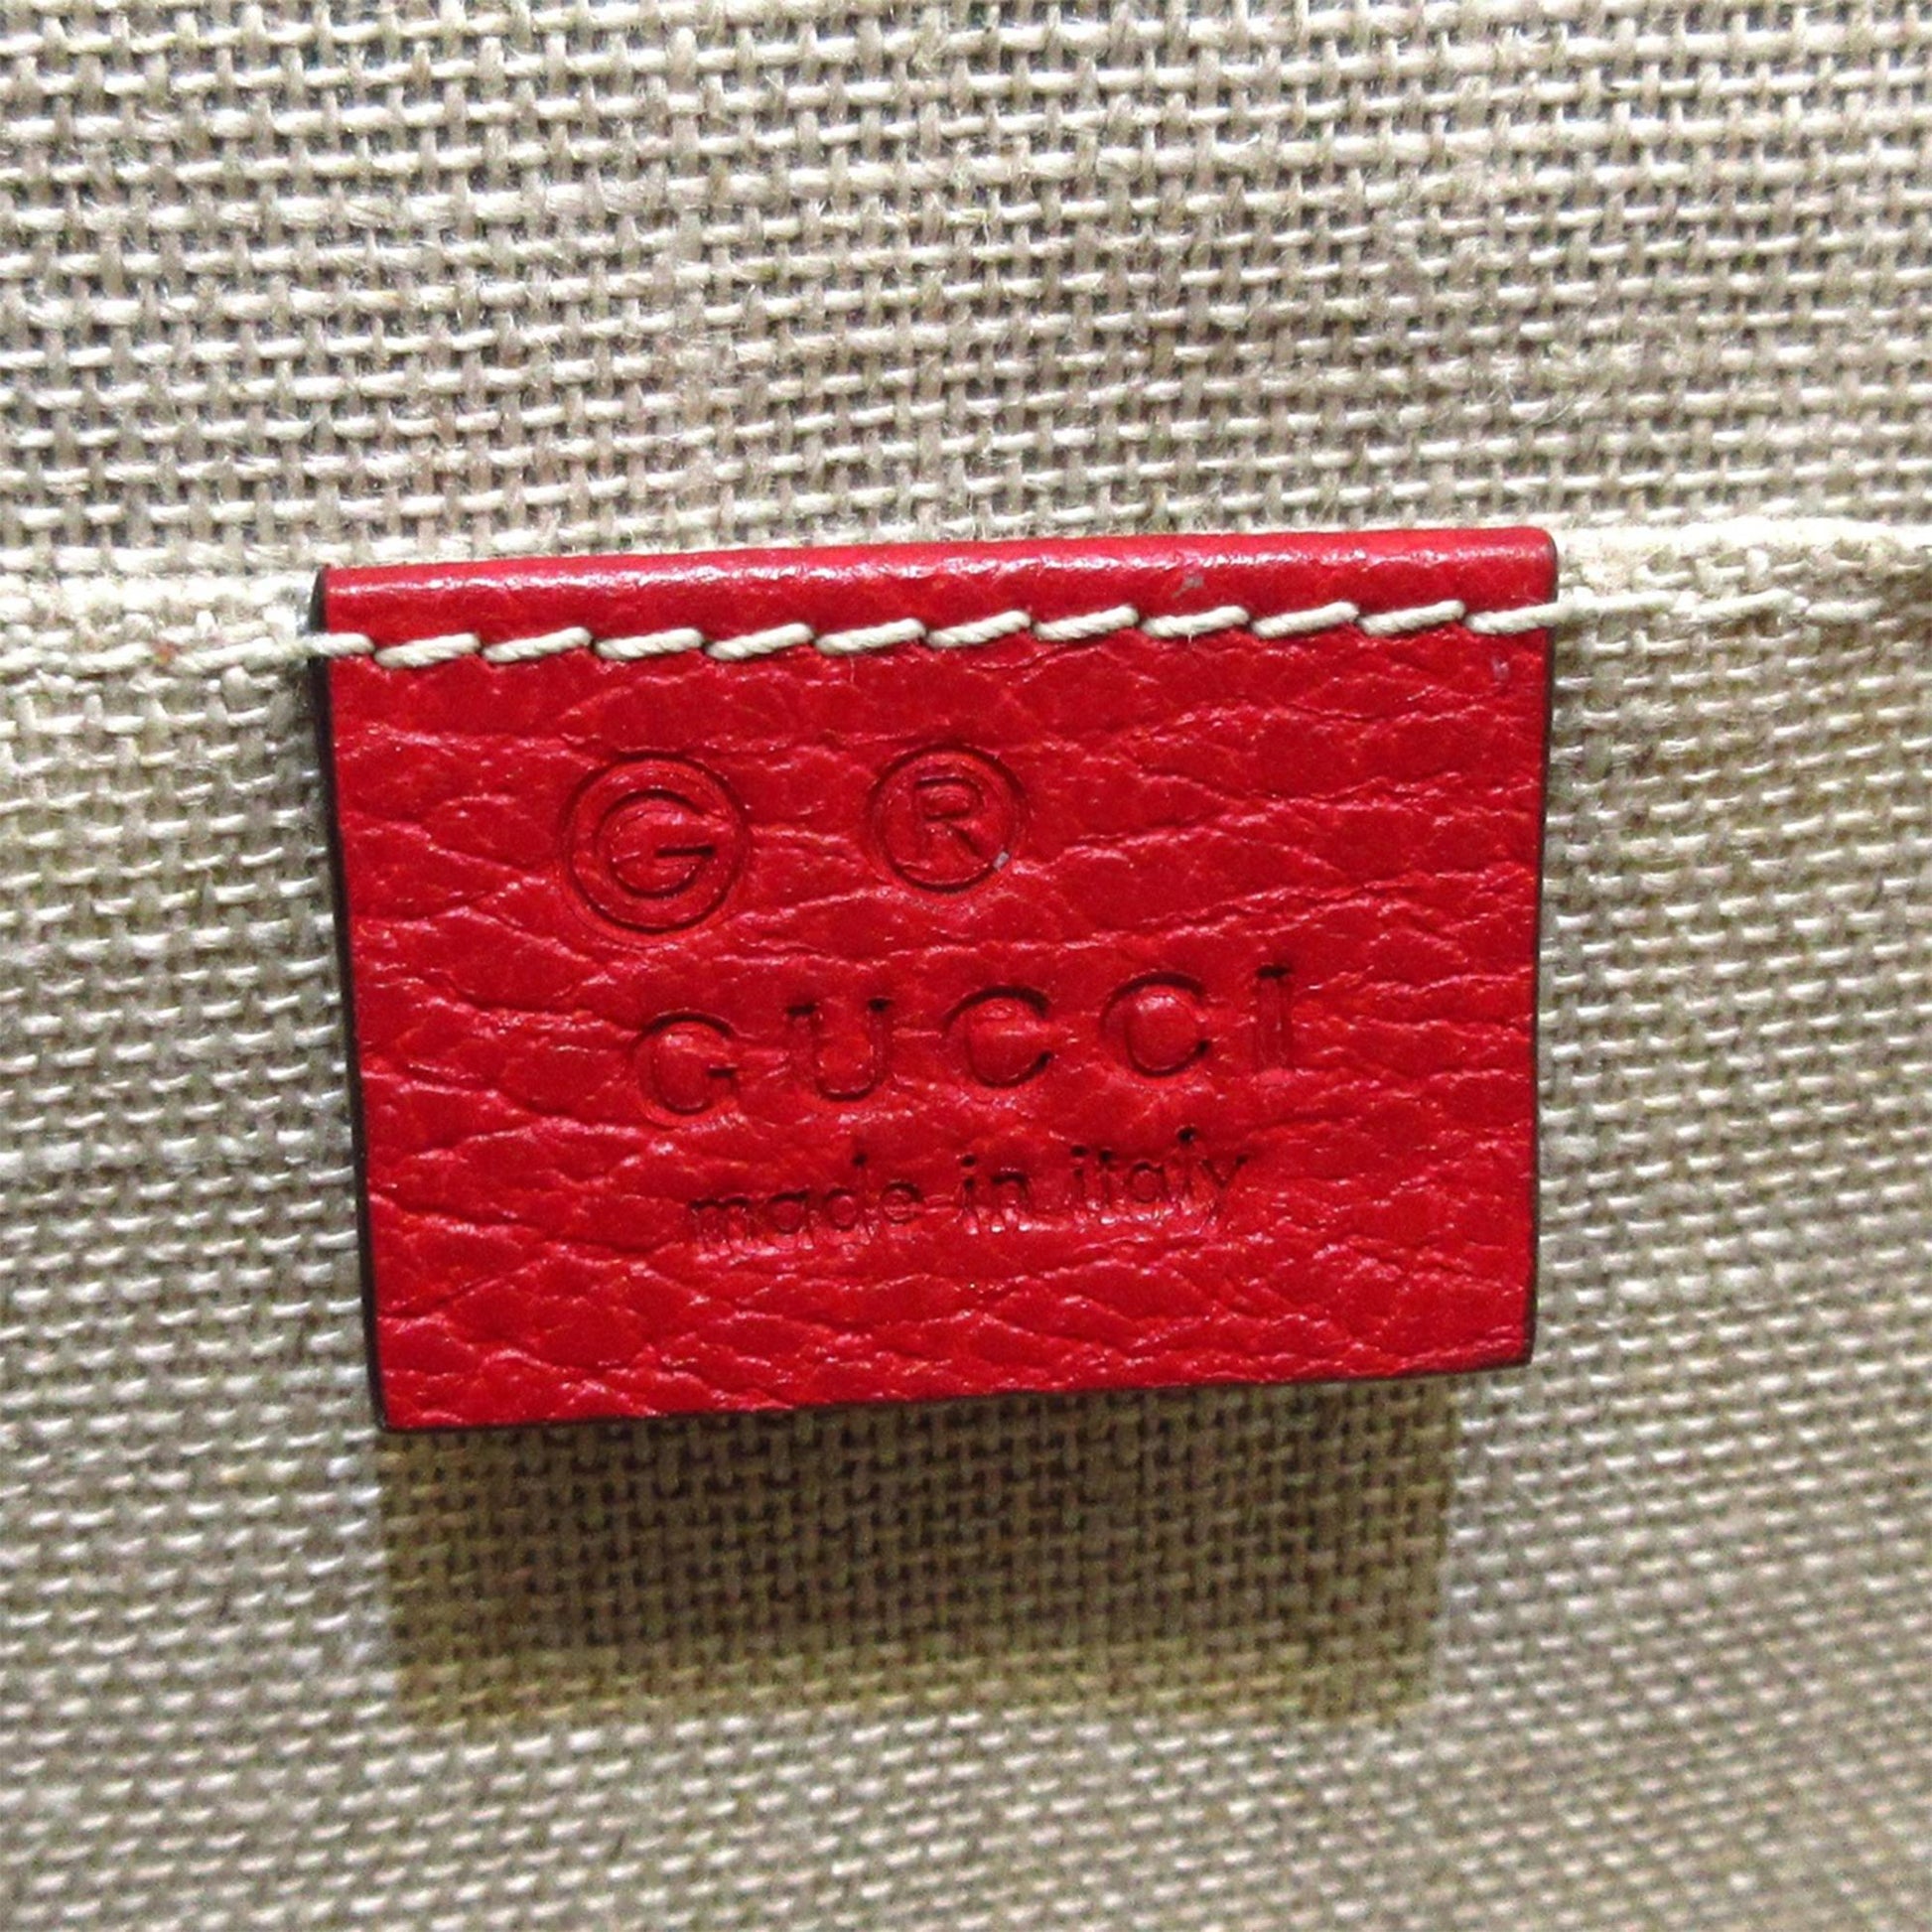 Ⓖ ®
GUCCI
made in italy